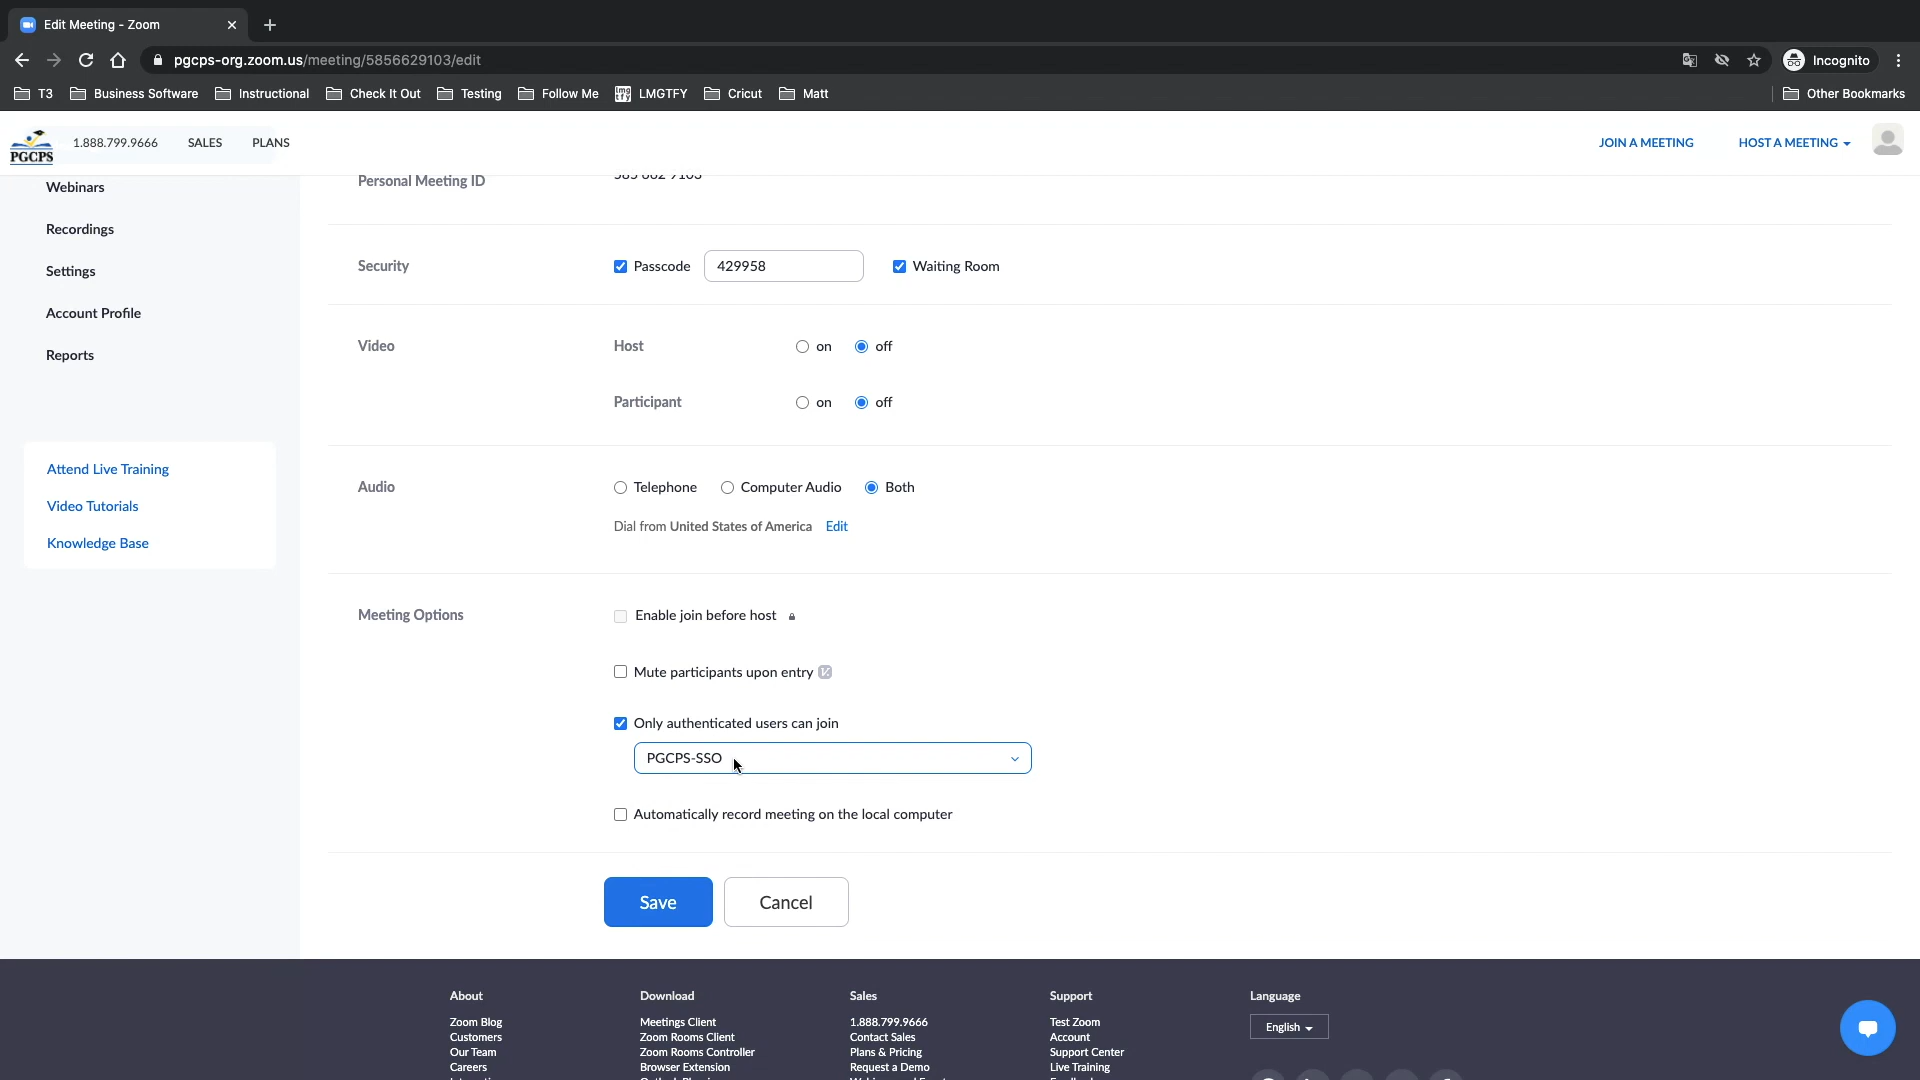 Edit Meeting - Zoom
pgcps-org.zoom.us/meeting/5856629103/edit
Incognito
T3 Business Software Instructional Check It Out Testing Follow Me LMGTFY Cricut Matt Other Bookmarks
PGCPS 1.888.799.9666 SALES PLANS JOIN A MEETING HOST A MEETING
Webinars
Recordings
Settings
Account Profile
Reports
Attend Live Training
Video Tutorials
Knowledge Base
Personal Meeting ID 585 662 9103
Security Passcode 429958 Waiting Room
Video Host on off
Participant on off
Audio Telephone Computer Audio Both
Dial from United States of America Edit
Meeting Options Enable join before host
Mute participants upon entry
Only authenticated users can join
PGCPS-SSO
Automatically record meeting on the local computer
Save Cancel
About
Zoom Blog
Customers
Our Team
Careers
Download
Meetings Client
Zoom Rooms Client
Zoom Rooms Controller
Browser Extension
Sales
1.888.799.9666
Contact Sales
Plans & Pricing
Request a Demo
Support
Test Zoom
Account
Support Center
Live Training
Language
English